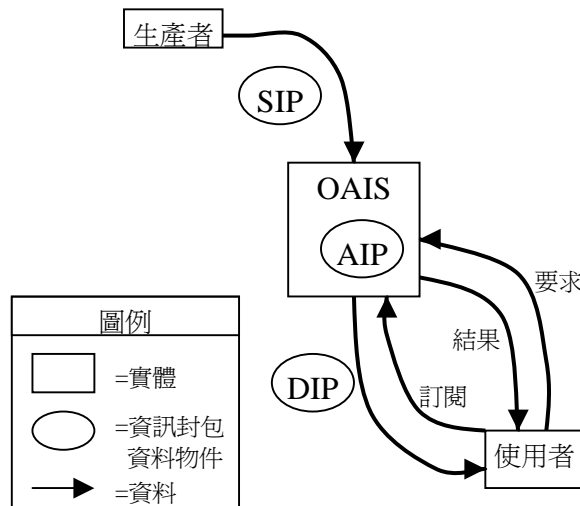 生產者
SIP
OAIS
AIP
要求
結果
訂閱
DIP
使用者
圖例
=實體
=資訊封包
資料物件
=資料